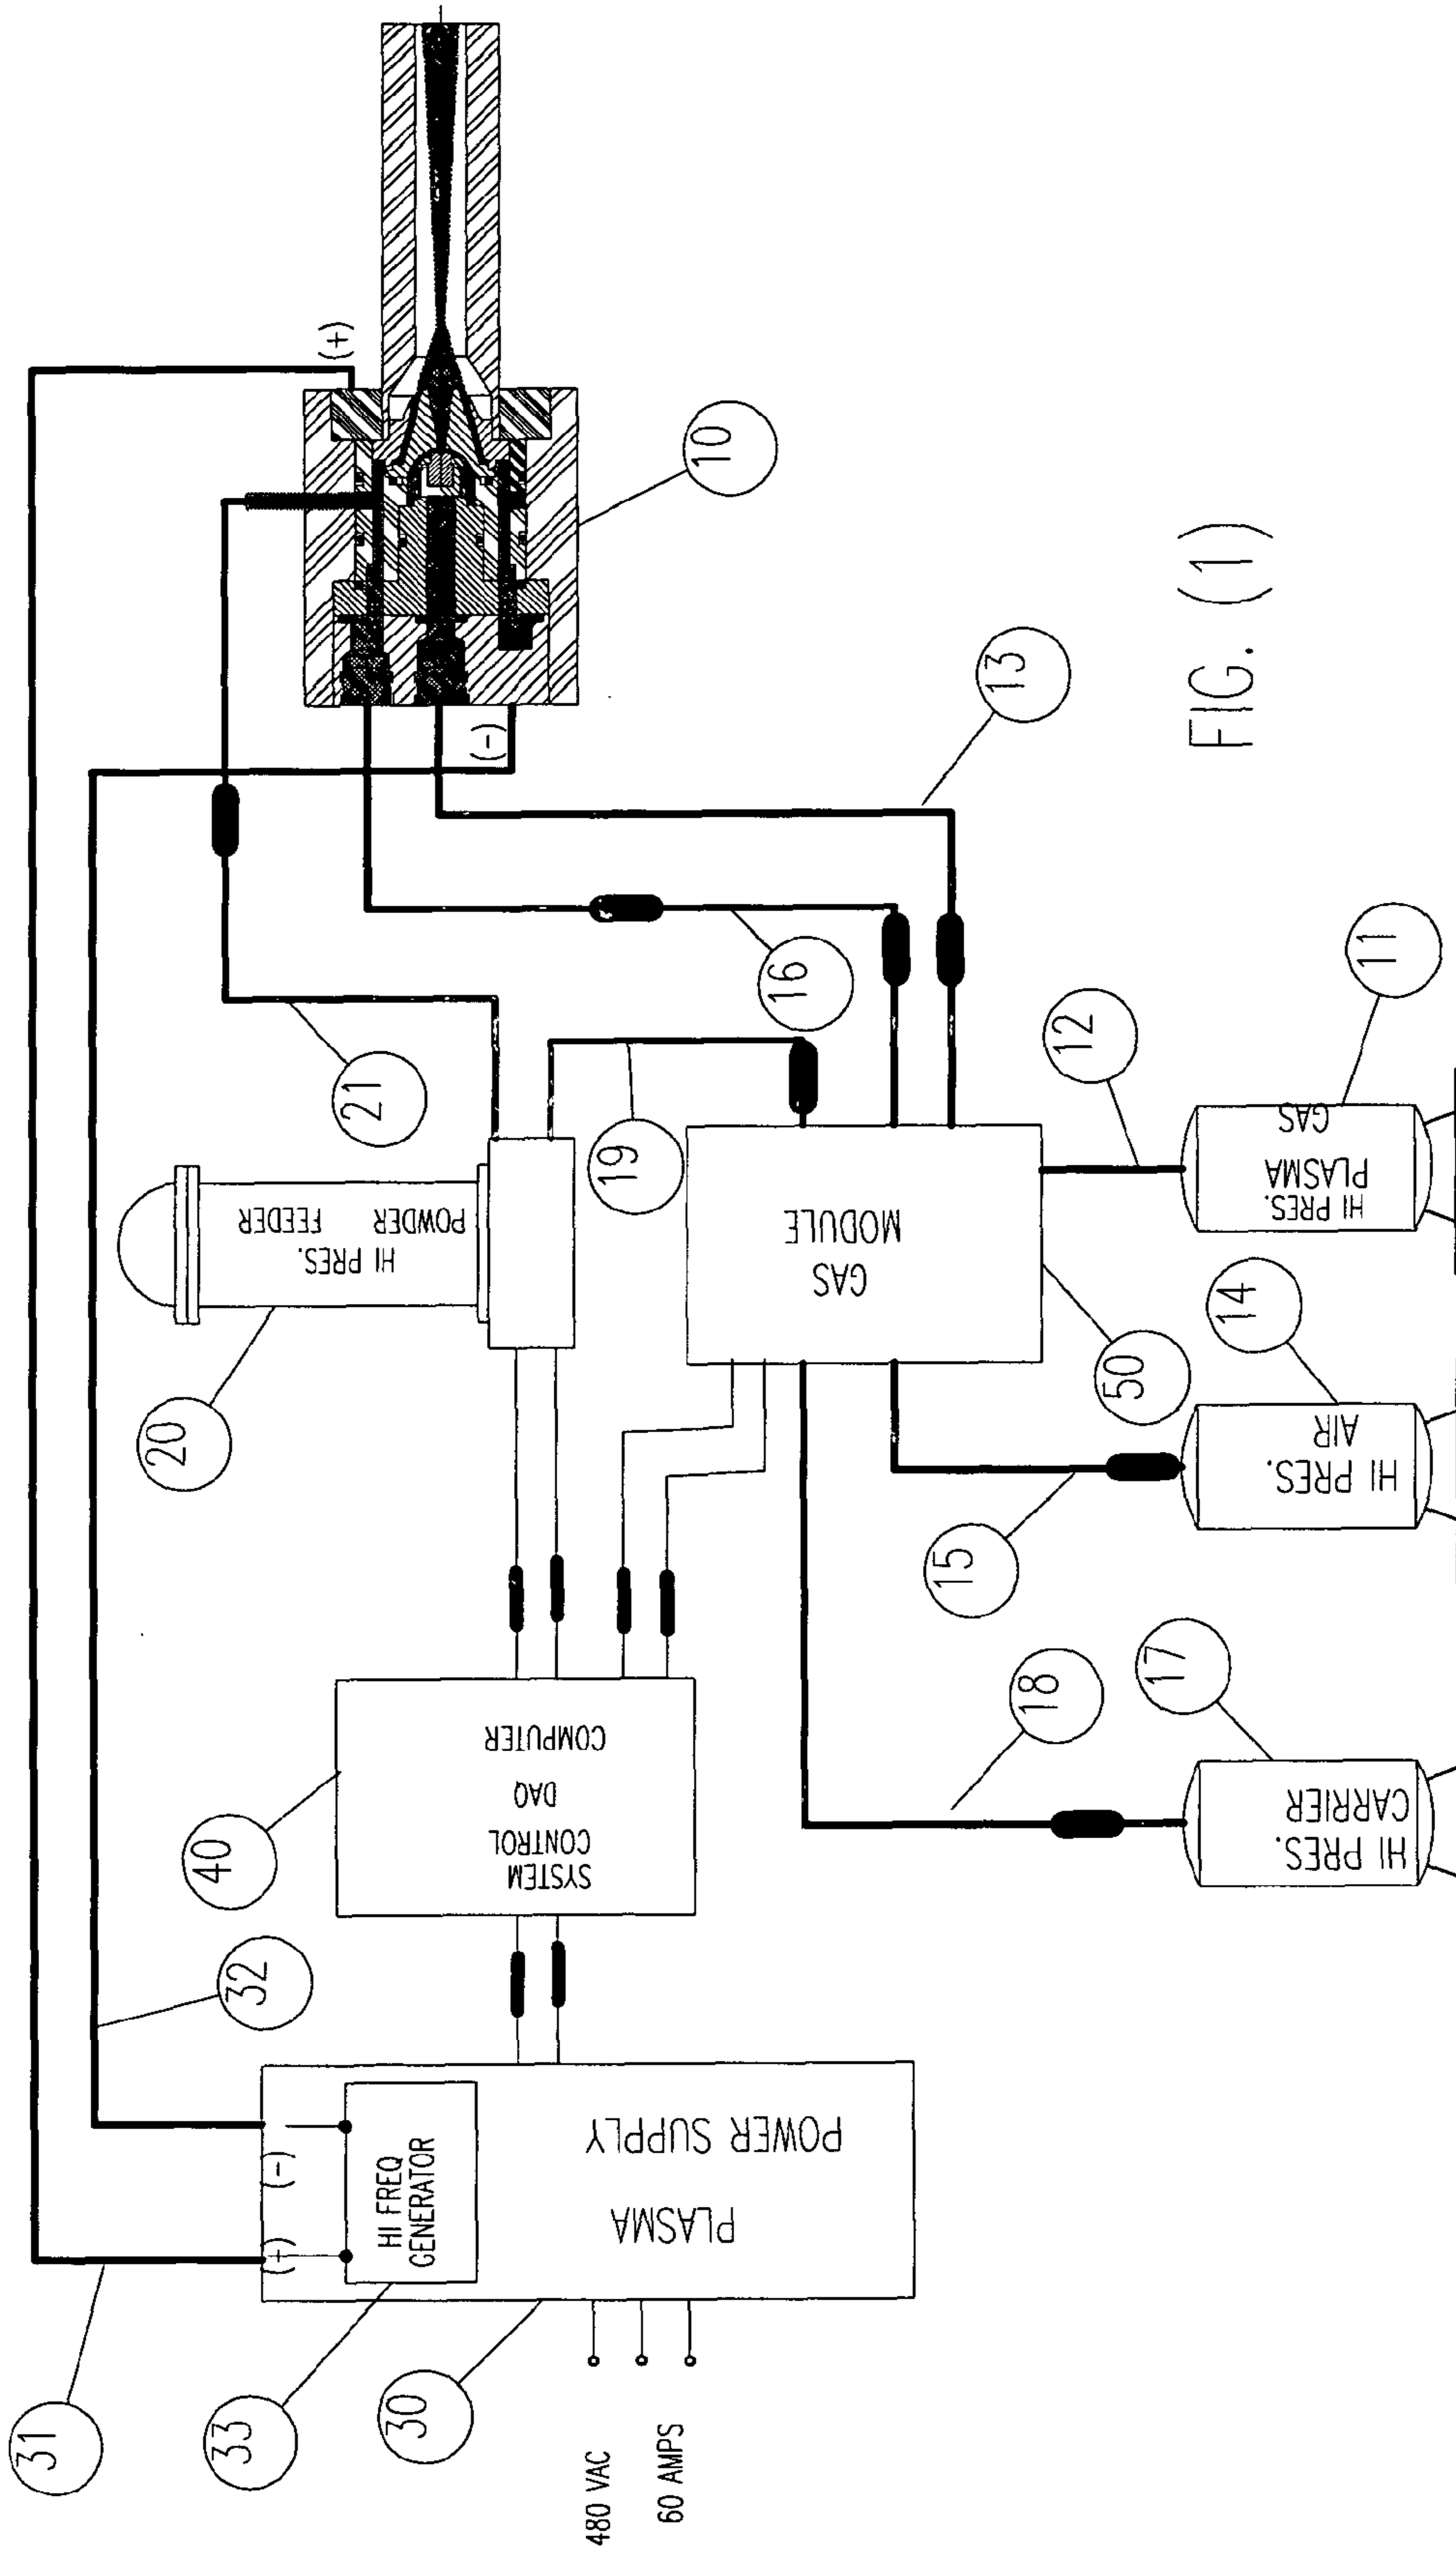 (+)
10
(-)
13
FIG. (1)
21
16
12
11
19
HI PRES.
POWDER FEEDER
20
GAS
MODULE
HI PRES.
PLASMA
GAS
50
14
HI PRES.
AIR
15
18
17
HI PRES.
CARRIER
40
SYSTEM
CONTROL
DAQ
COMPUTER
32
(-)
(+)
HI FREQ
GENERATOR
PLASMA
POWER SUPPLY
31
33
30
480 VAC
60 AMPS